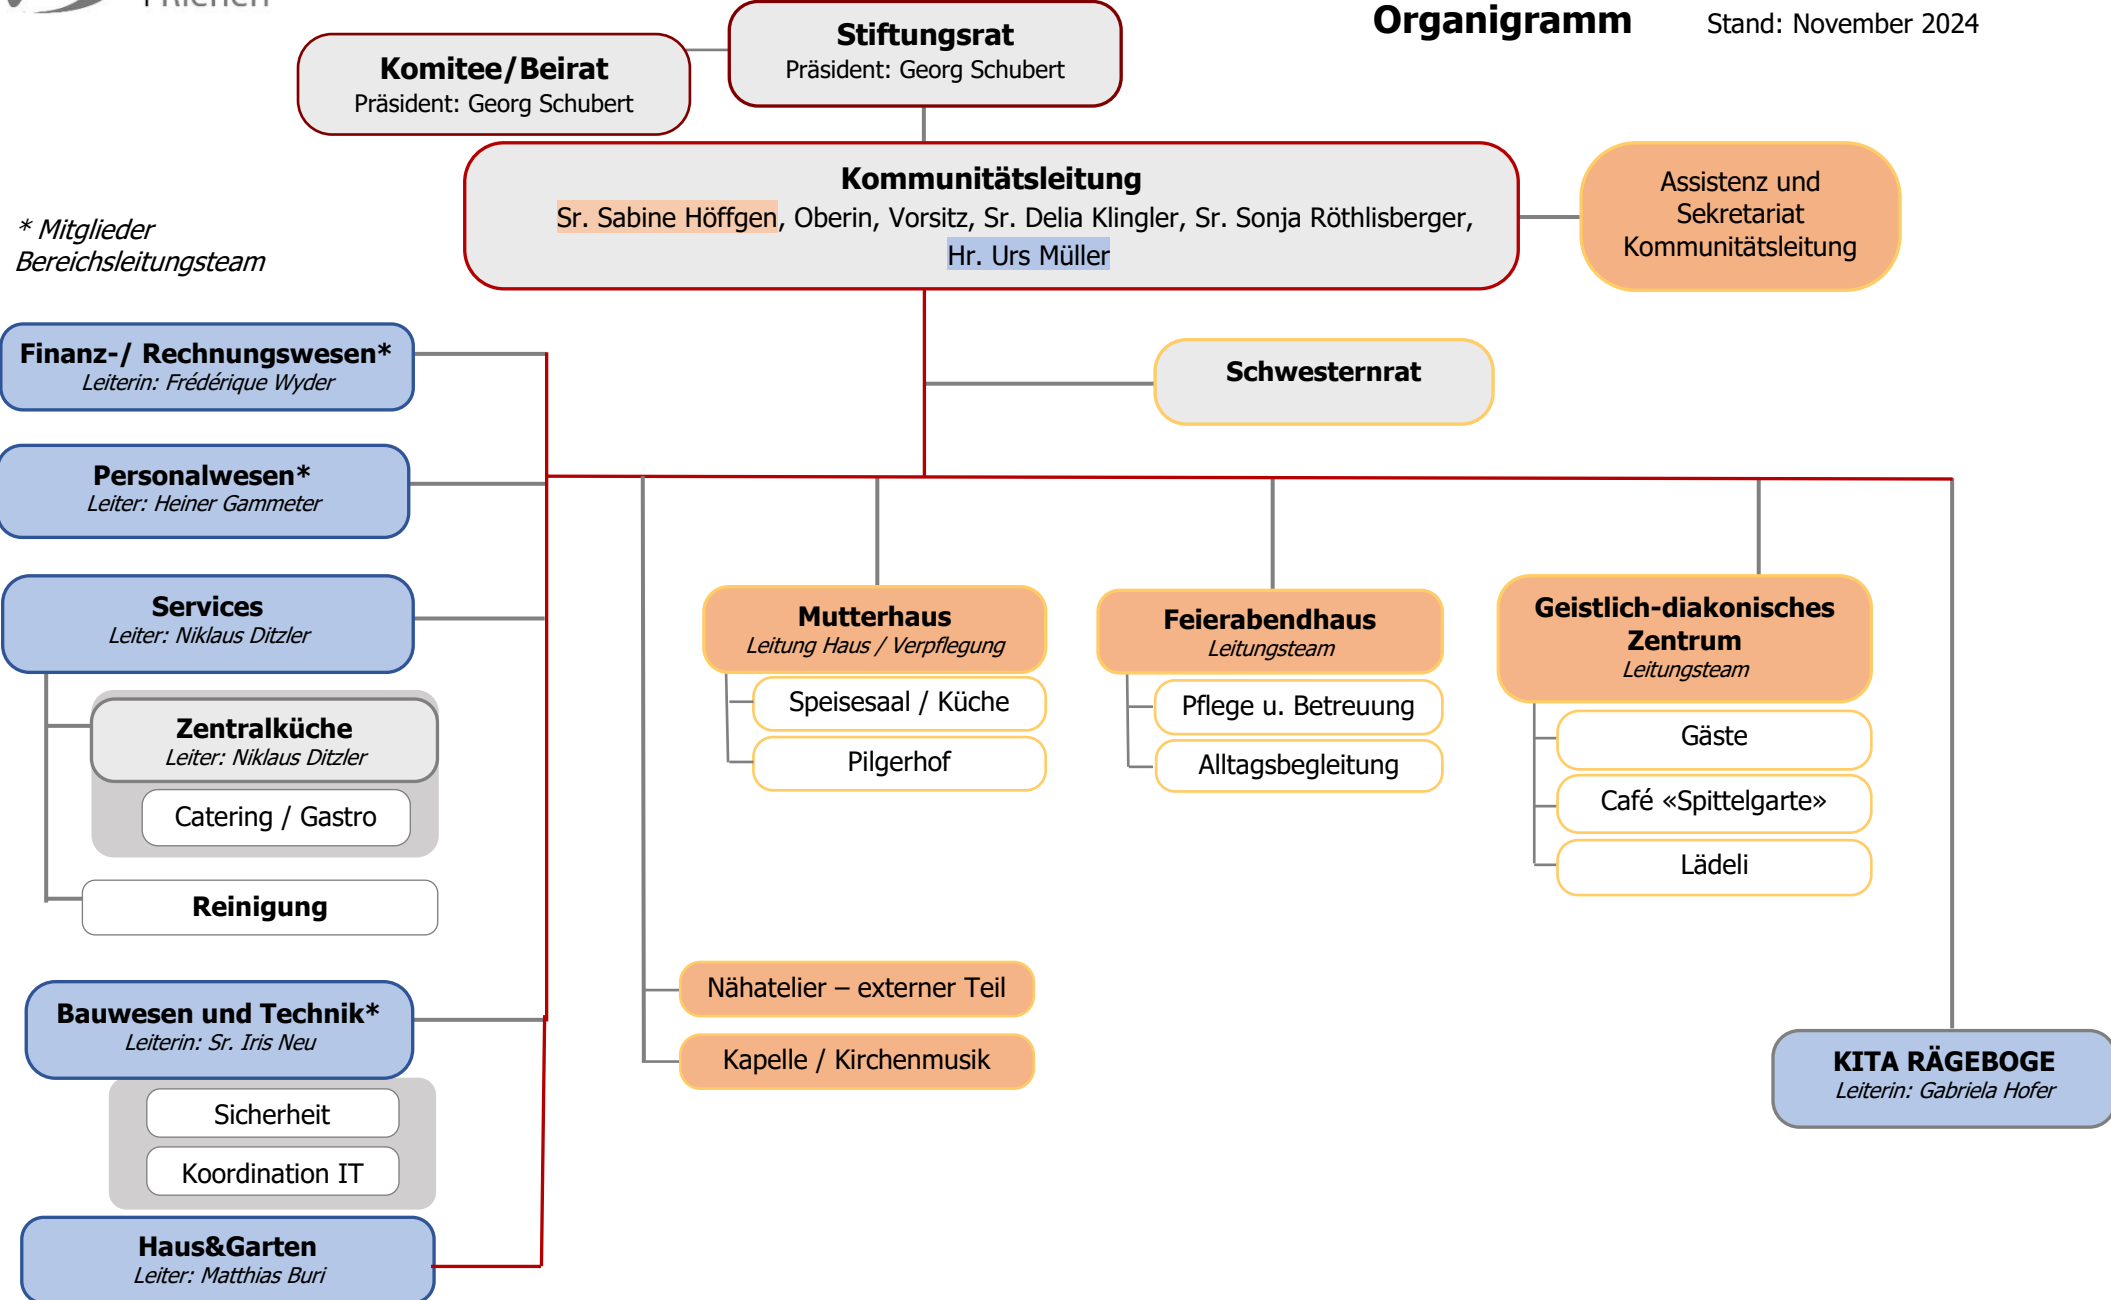 Organigramm Stand: November 2024
Stiftungsrat
Präsident: Georg Schubert
Komitee/Beirat
Präsident: Georg Schubert
Kommunitätsleitung
Sr. Sabine Höffgen, Oberin, Vorsitz, Sr. Delia Klingler, Sr. Sonja Röthlisberger,
Hr. Urs Müller
Assistenz und
Sekretariat
Kommunitätsleitung
* Mitglieder
Bereichsleitungsteam
Finanz-/ Rechnungswesen*
Leiterin: Frédérique Wyder
Schwesternrat
Personalwesen*
Leiter: Heiner Gammeter
Services
Leiter: Niklaus Ditzler
Zentralküche
Leiter: Niklaus Ditzler
Catering / Gastro
Reinigung
Bauwesen und Technik*
Leiterin: Sr. Iris Neu
Sicherheit
Koordination IT
Haus&Garten
Leiter: Matthias Buri
Mutterhaus
Leitung Haus / Verpflegung
Speisesaal / Küche
Pilgerhof
Feierabendhaus
Leitungsteam
Pflege u. Betreuung
Alltagsbegleitung
Geistlich-diakonisches
Zentrum
Leitungsteam
Gäste
Café «Spittelgarte»
Lädeli
Nähatelier – externer Teil
Kapelle / Kirchenmusik
KITA RÄGEBOGE
Leiterin: Gabriela Hofer